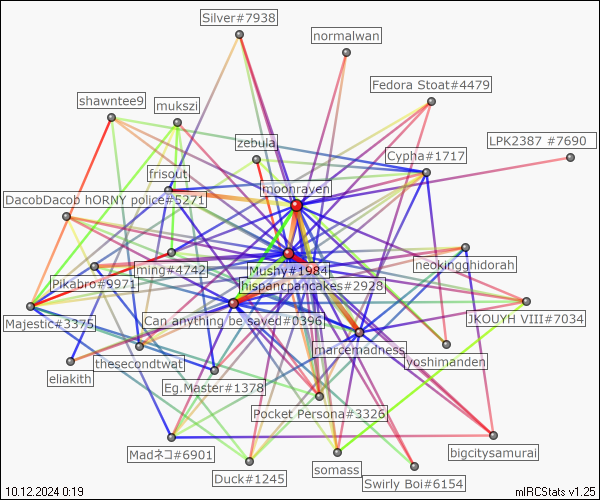 Silver#7938
normalwan
Fedora Stoat#4479
shawntee9
mukszi
zebula
LPK2387 #7690
Cypha#1717
frisout
moonraven
DacobDacob hORNY police#5271
ming#4742
Mushy#1984
neokingghidorah
Pikabro#9971
hispancpancakes#2928
Majestic#3375
Can anything be saved#0396
JKOUYH VIII#7034
marcemadness
thesecondtwat
yoshimanden
eliakith
Eg.Master#1378
Pocket Persona#3326
Madネコ#6901
bigcitysamurai
Duck#1245
somass
Swirly Boi#6154
10.12.2024 0:19
mIRCStats v1.25